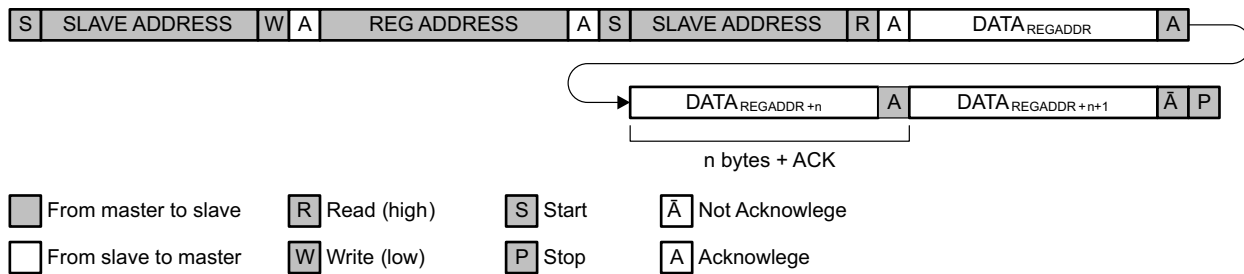 S SLAVE ADDRESS W A REG ADDRESS A S SLAVE ADDRESS R A DATA REGADDR A
DATA REGADDR +n A DATA REGADDR +n+1 Ā P
n bytes + ACK
From master to slave R Read (high) S Start Ā Not Acknowlege
From slave to master W Write (low) P Stop A Acknowlege